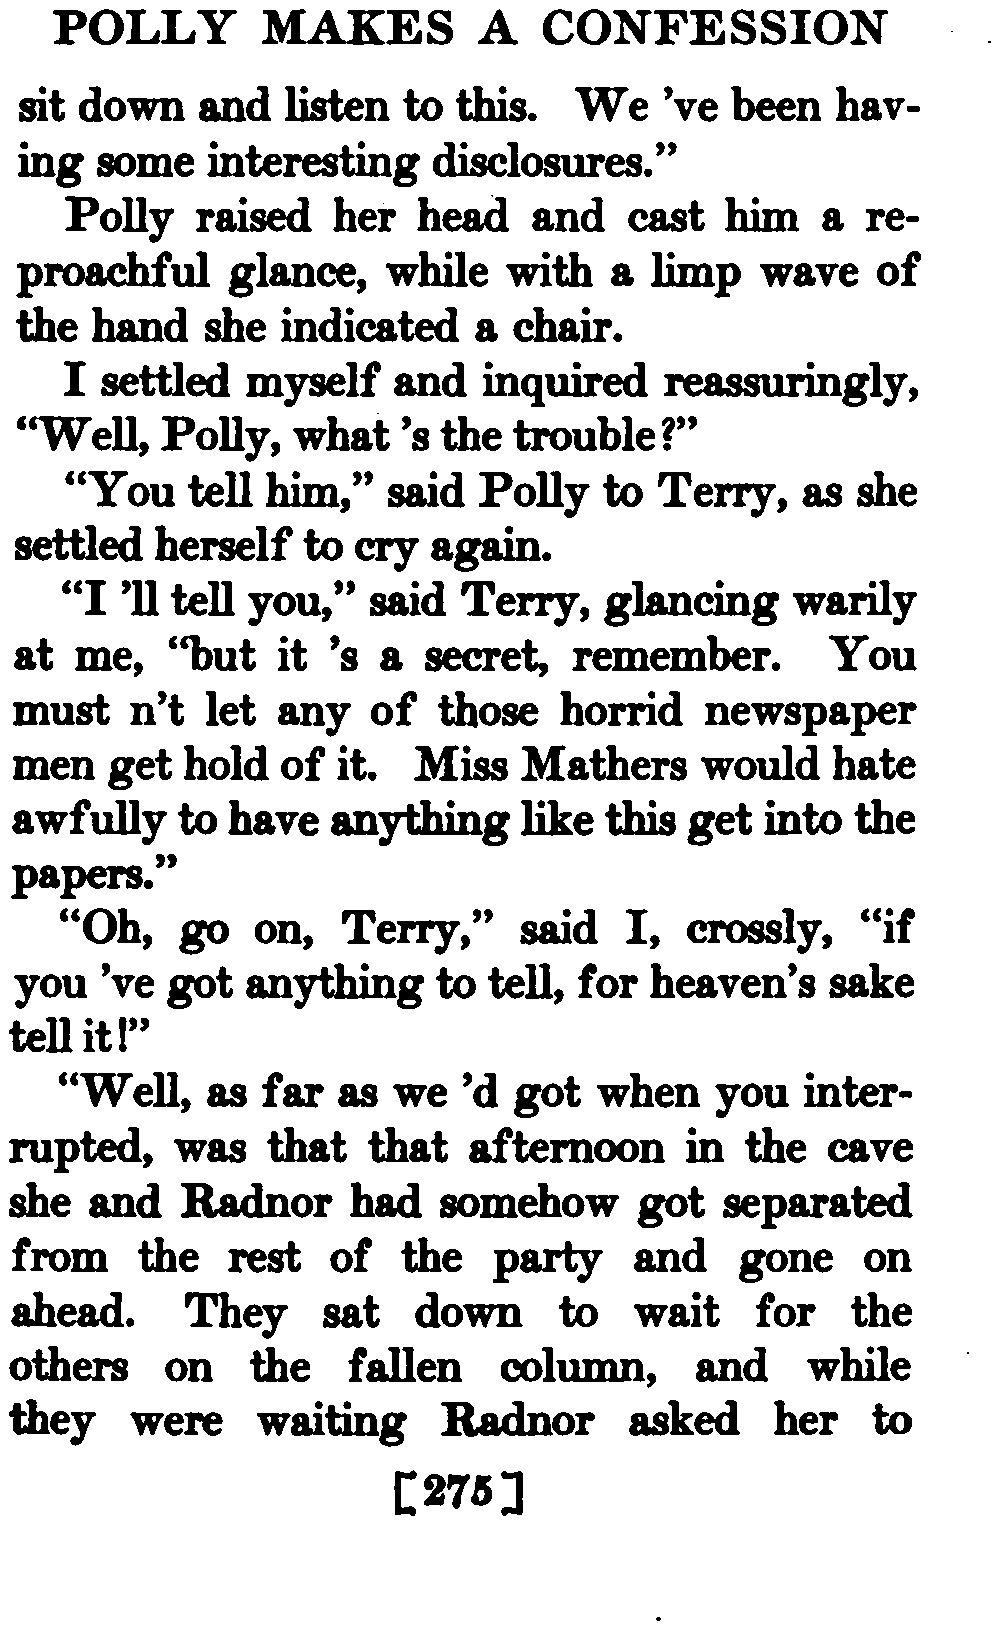 POLLY MAKES A CONFESSION
sit down and listen to this. We 've been hav-
ing some interesting disclosures."
Polly raised her head and cast him a re-
proachful glance, while with a limp wave of
the hand she indicated a chair.
I settled myself and inquired reassuringly,
"Well, Polly, what 's the trouble?"
"You tell him," said Polly to Terry, as she
settled herself to cry again.
"I 'll tell you," said Terry, glancing warily
at me, "but it 's a secret, remember. You
must n't let any of those horrid newspaper
men get hold of it. Miss Mathers would hate
awfully to have anything like this get into the
papers."
"Oh, go on, Terry," said I, crossly, "if
you 've got anything to tell, for heaven's sake
tell it!"
"Well, as far as we 'd got when you inter-
rupted, was that that afternoon in the cave
she and Radnor had somehow got separated
from the rest of the party and gone on
ahead. They sat down to wait for the
others on the fallen column, and while
they were waiting Radnor asked her to
[275]